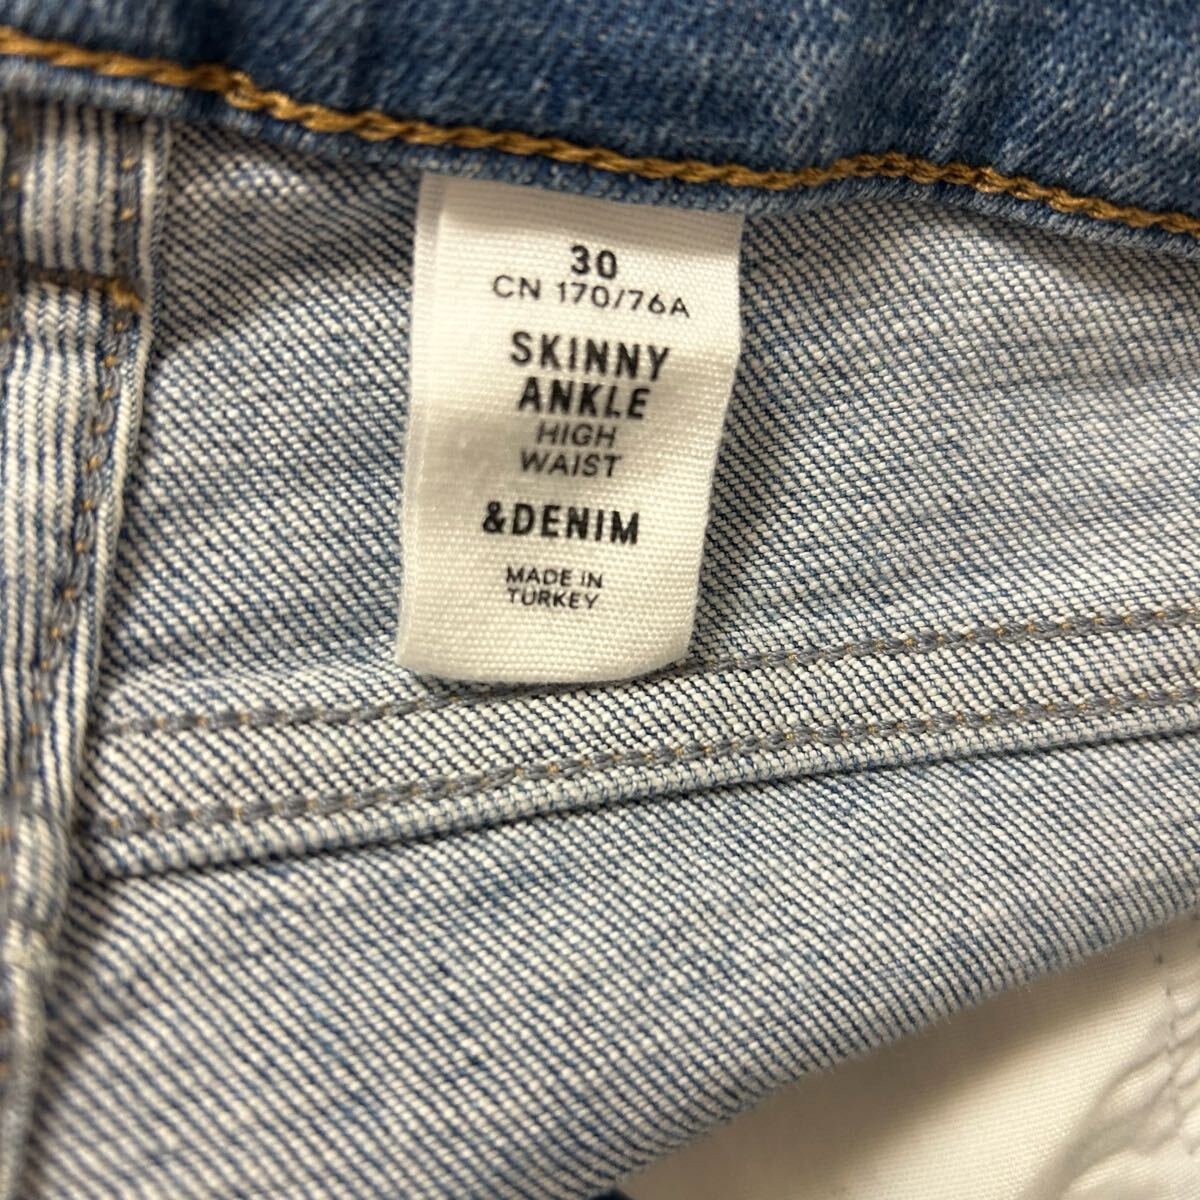 30
CN 170/76A
SKINNY
ANKLE
HIGH
WAIST
&DENIM
MADE IN
TURKEY